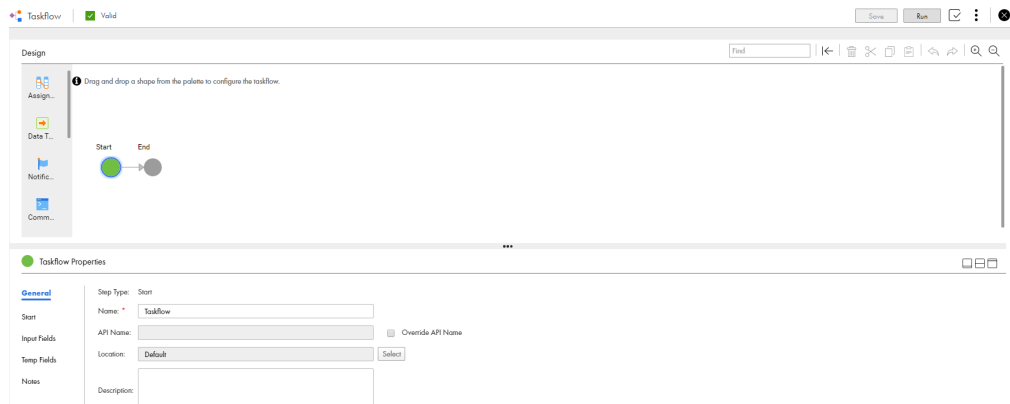 Taskflow
Valid
Save
Run
Design
Find
Assign...
Data T...
Notific...
Comm...
Drag and drop a shape from the palette to configure the taskflow.
Start
End
Taskflow Properties
General
Start
Input Fields
Temp Fields
Notes
Step Type: Start
Name: * Taskflow
API Name:
Override API Name
Location: Default
Select
Description: